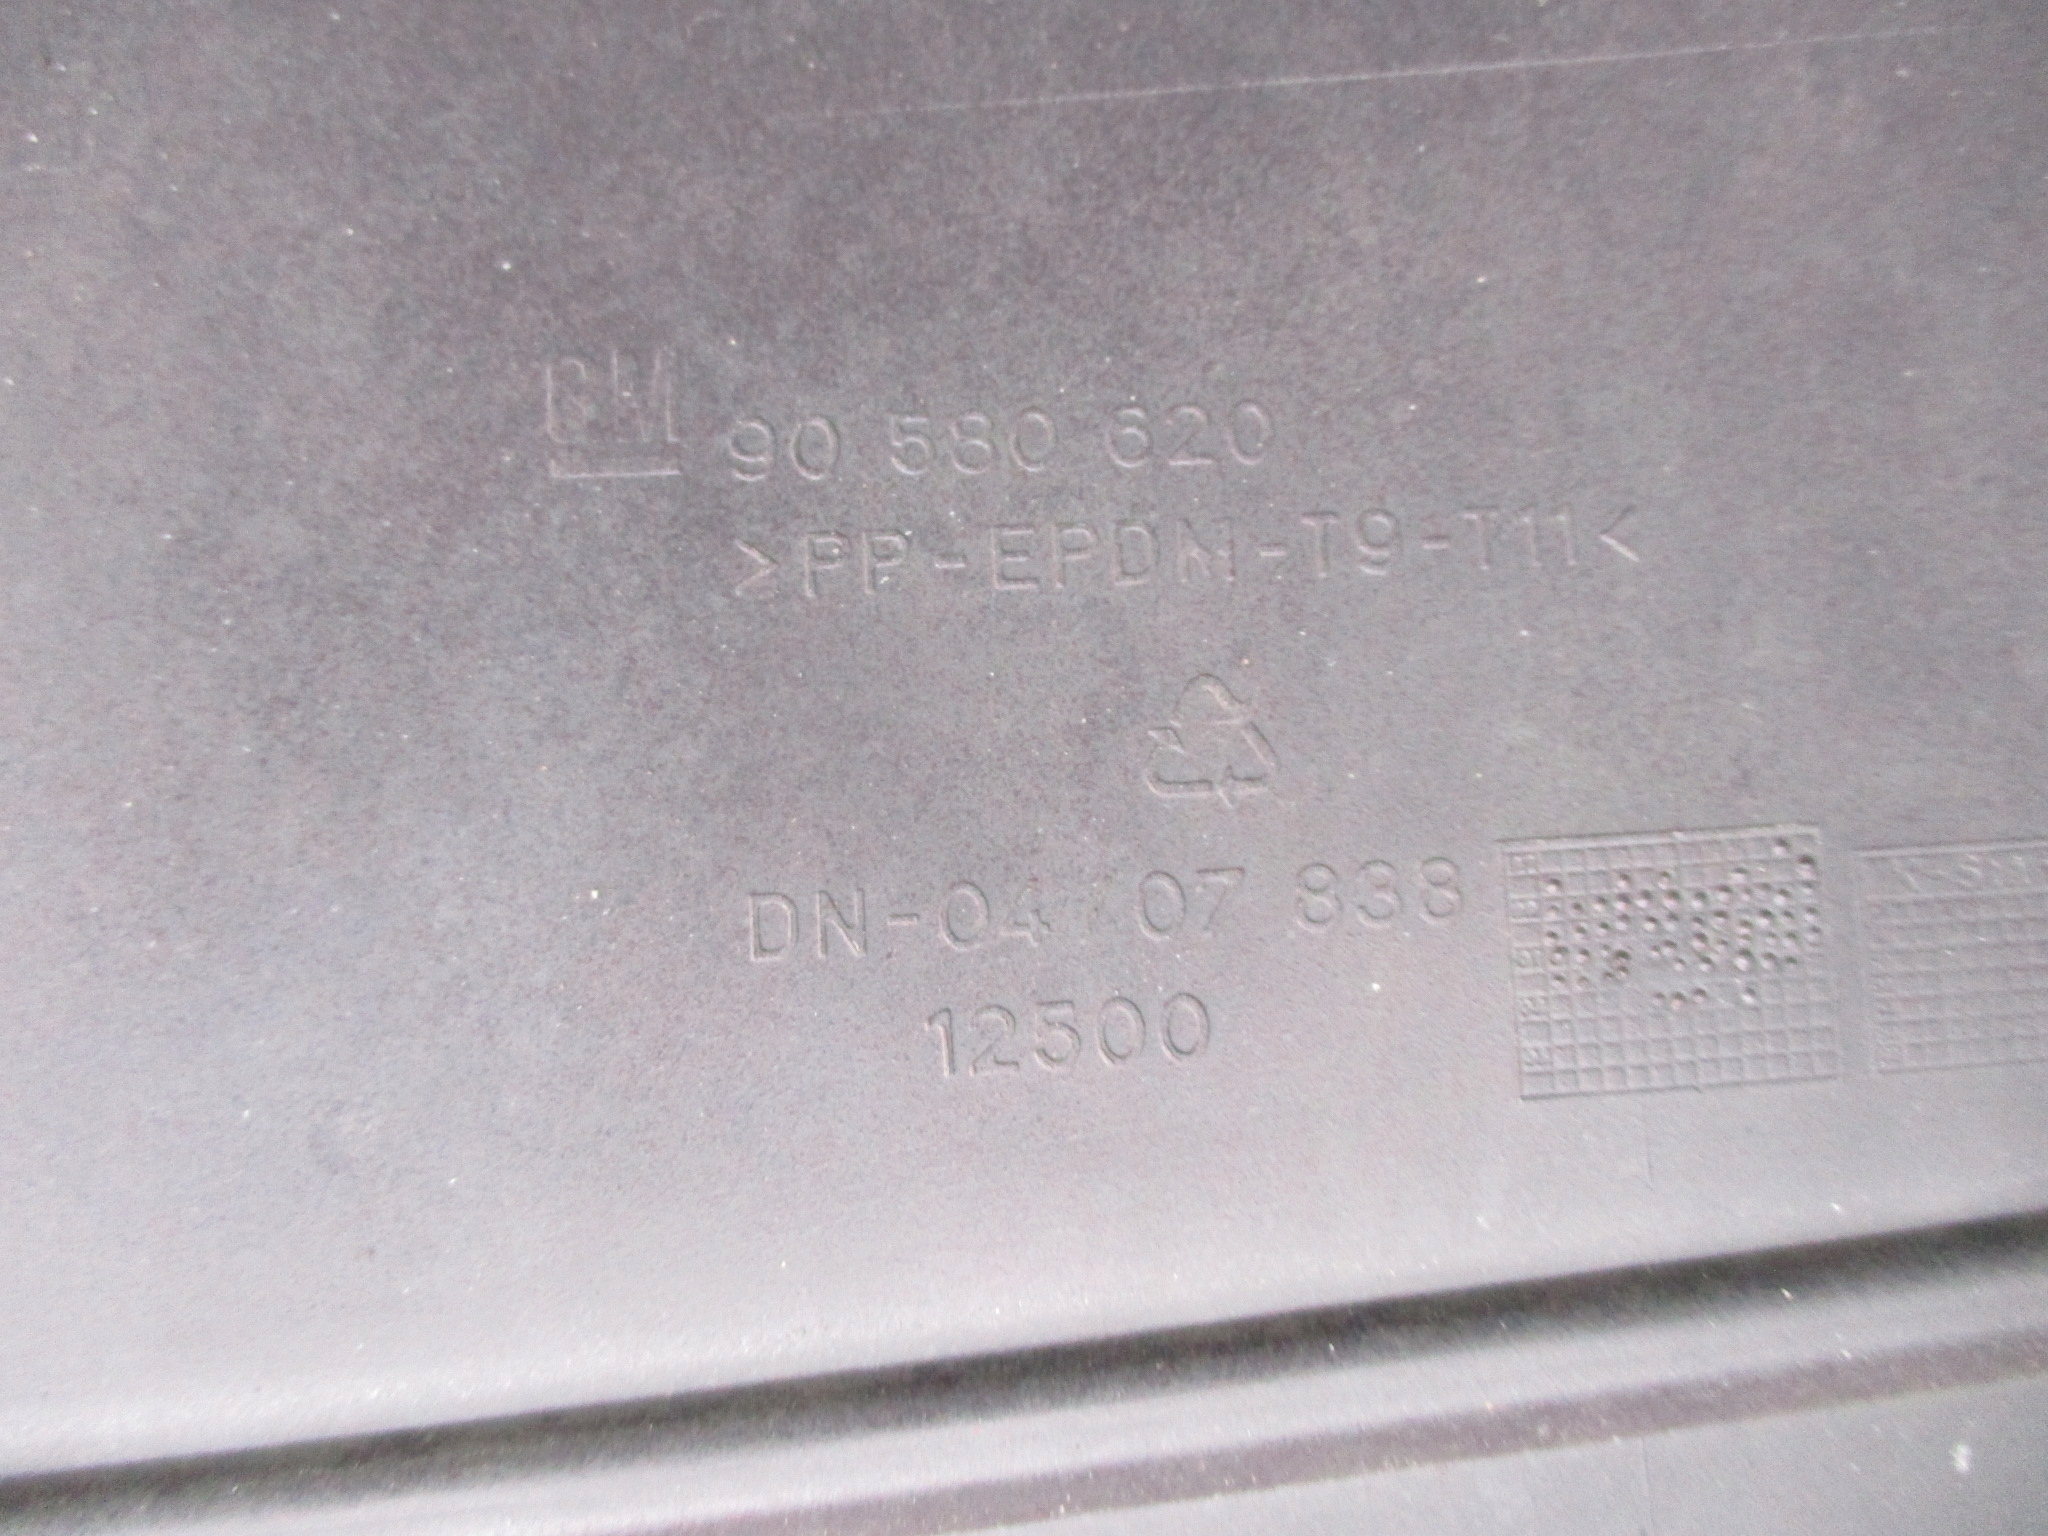 GM 90 580 620
>PP-EPDM-T9-T11<
DN-04 07 838
12500